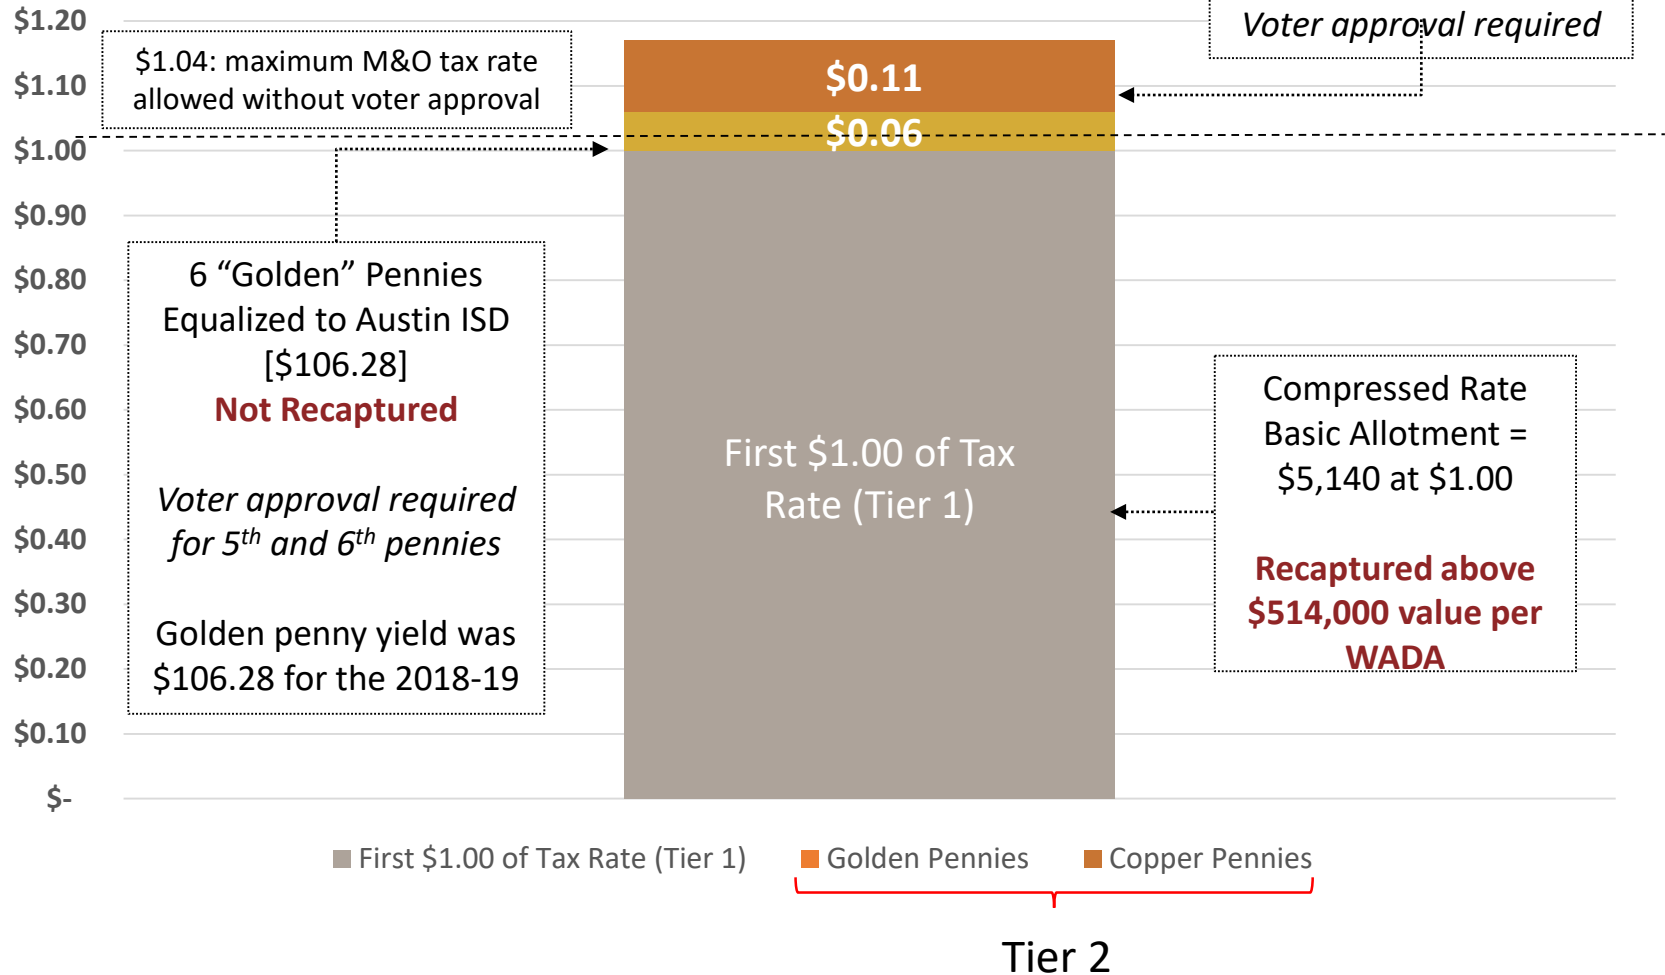 $1.20
$1.10
$1.00
$0.90
$0.80
$0.70
$0.60
$0.50
$0.40
$0.30
$0.20
$0.10
$-
$1.04: maximum M&O tax rate
allowed without voter approval
Voter approval required
$0.11
$0.06
6 “Golden” Pennies
Equalized to Austin ISD
[$106.28]
Not Recaptured
Voter approval required
for 5th and 6th pennies
Golden penny yield was
$106.28 for the 2018-19
First $1.00 of Tax
Rate (Tier 1)
Compressed Rate
Basic Allotment =
$5,140 at $1.00
Recaptured above
$514,000 value per
WADA
First $1.00 of Tax Rate (Tier 1)
Golden Pennies
Copper Pennies
Tier 2